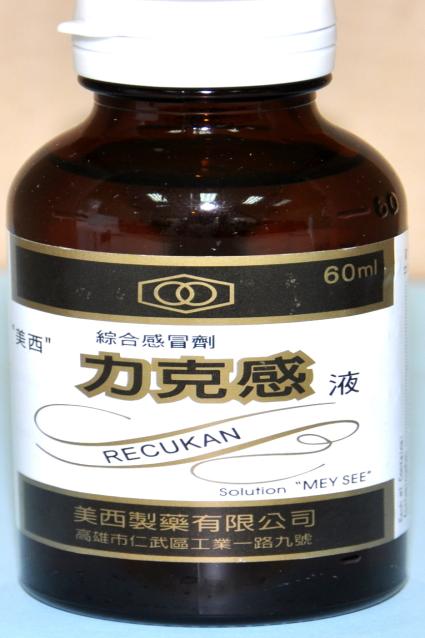 60
60ml
"美西"
綜合感冒劑
力克感 液
RECUKAN
Solution "MEY SEE"
美西製藥有限公司
高雄市仁武區工業一路九號